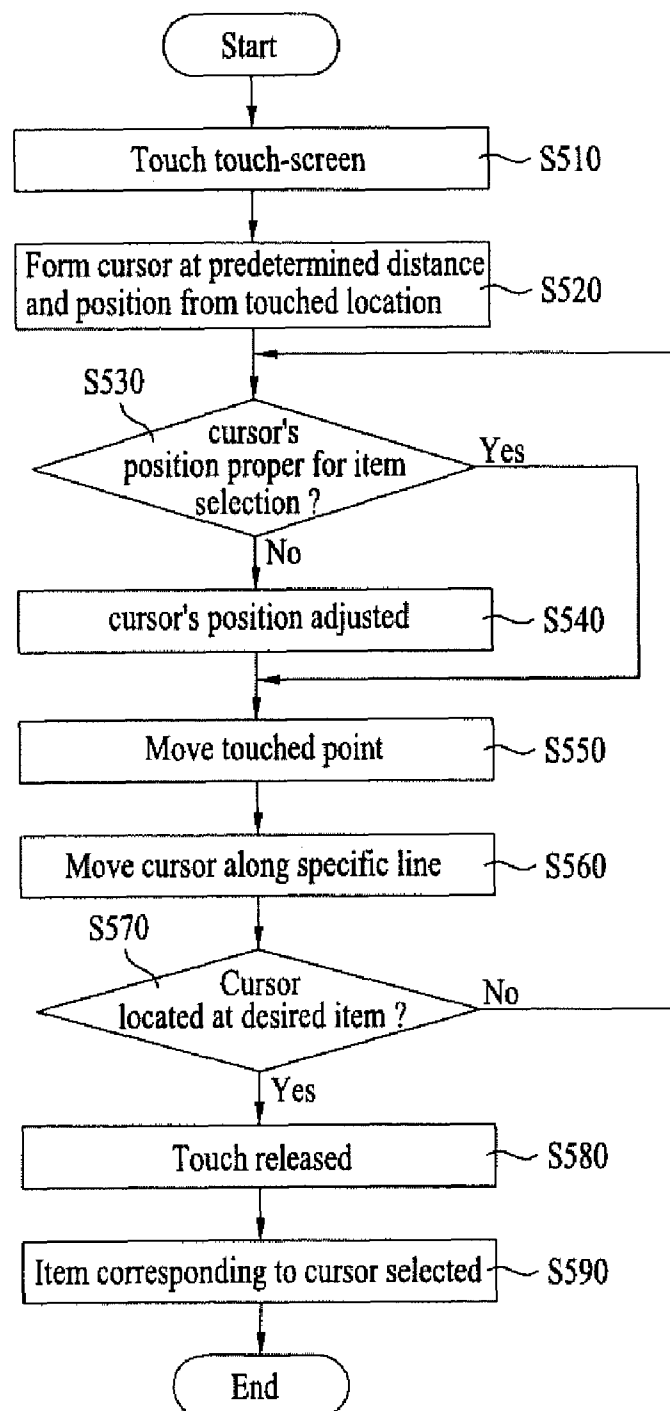 Start
Touch touch-screen
S510
Form cursor at predetermined distance
and position from touched location
S520
S530
cursor's
position proper for item
selection ?
Yes
No
cursor's position adjusted
S540
Move touched point
S550
Move cursor along specific line
S560
S570
Cursor
located at desired item ?
No
Yes
Touch released
S580
Item corresponding to cursor selected
S590
End